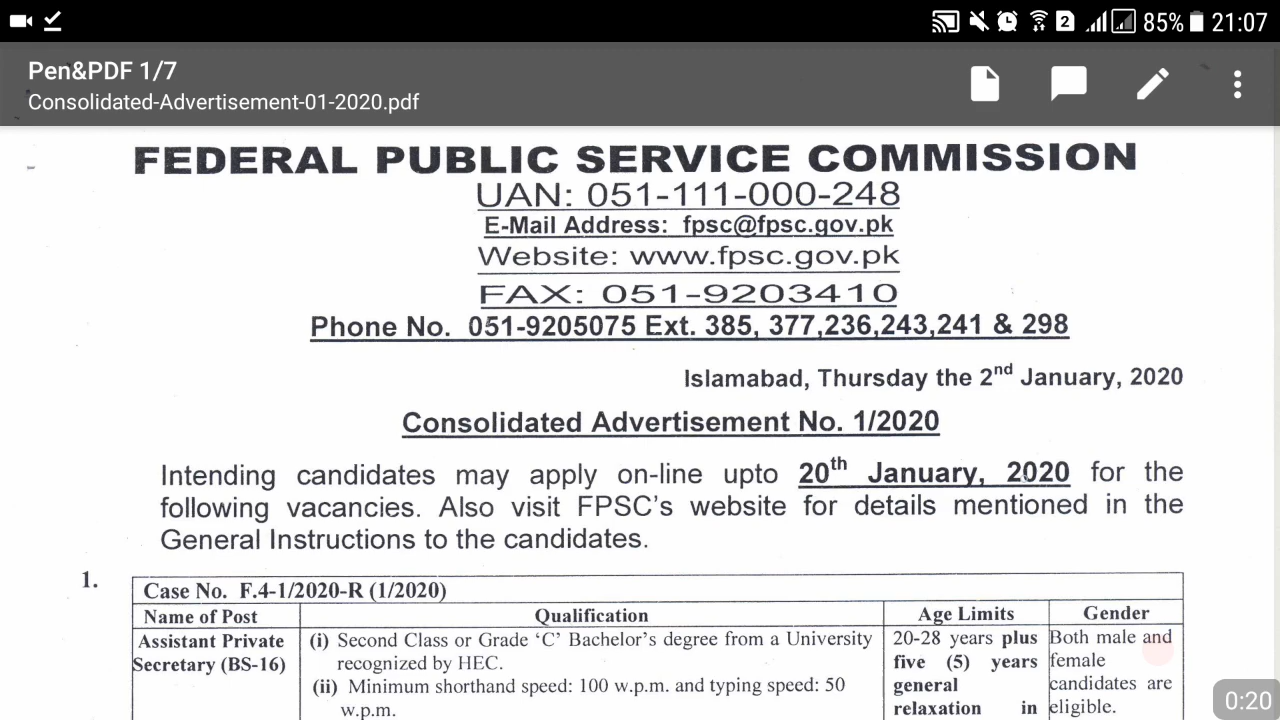 2 85% 21:07
Pen&PDF 1/7
Consolidated-Advertisement-01-2020.pdf
FEDERAL PUBLIC SERVICE COMMISSION
UAN: 051-111-000-248
E-Mail Address: fpsc@fpsc.gov.pk
Website: www.fpsc.gov.pk
FAX: 051-9203410
Phone No. 051-9205075 Ext. 385, 377,236,243,241 & 298
Islamabad, Thursday the 2nd January, 2020
Consolidated Advertisement No. 1/2020
Intending candidates may apply on-line upto 20th January, 2020 for the
following vacancies. Also visit FPSC's website for details mentioned in the
General Instructions to the candidates.
1.
Case No. F.4-1/2020-R (1/2020)
Name of Post Qualification Age Limits Gender
Assistant Private
Secretary (BS-16)
(i) Second Class or Grade 'C' Bachelor's degree from a University
recognized by HEC.
(ii) Minimum shorthand speed: 100 w.p.m. and typing speed: 50
w.p.m.
20-28 years plus
five (5) years
general
relaxation in
Both male and
female
candidates are
eligible.
0:20